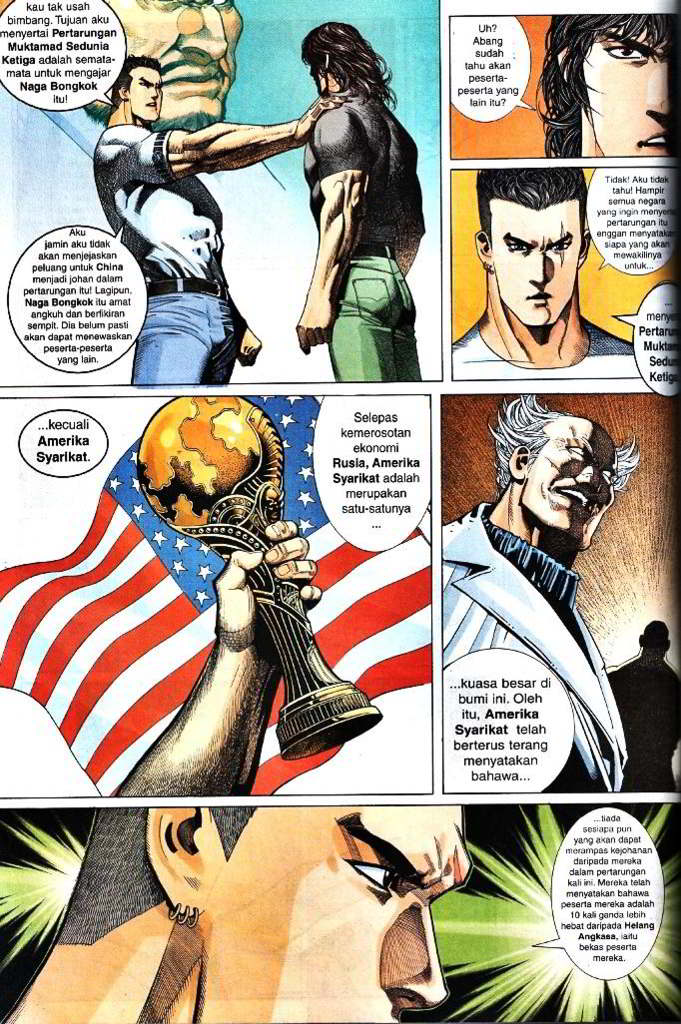 kau tak usah
bimbang. Tujuan aku
menyertai Pertarungan
Muktamad Sedunia
Ketiga adalah semata-
mata untuk mengajar
Naga Bongkok
itu!
Aku
jamin aku tidak
akan menjejaskan
peluang untuk China
menjadi johan dalam
pertarungan itu! Lagipun,
Naga Bongkok itu amat
angkuh dan berfikiran
sempit. Dia belum pasti
akan dapat menewaskan
peserta-peserta
yang lain.
Uh?
Abang
sudah
tahu akan
peserta-
peserta yang
lain itu?
Tidak! Aku tidak
tahu! Hampir
semua negara
yang ingin
pertarungan itu
enggan menyatakan
siapa yang akan
mewakilinya
untuk...
...
Ketiga
...kecuali
Amerika
Syarikat.
Selepas
kemerosotan
ekonomi
Rusia, Amerika
Syarikat adalah
merupakan
satu-satunya
...
...kuasa besar di
bumi ini. Oleh
itu, Amerika
Syarikat telah
berterus terang
menyatakan
bahawa...
...tiada
sesiapa pun
yang akan dapat
merampas kejohanan
daripada mereka
dalam pertarungan
kali ini. Mereka telah
menyatakan bahawa
peserta mereka adalah
10 kali ganda lebih
hebat daripada Helang
Angkasa, iaitu
bekas peserta
mereka.